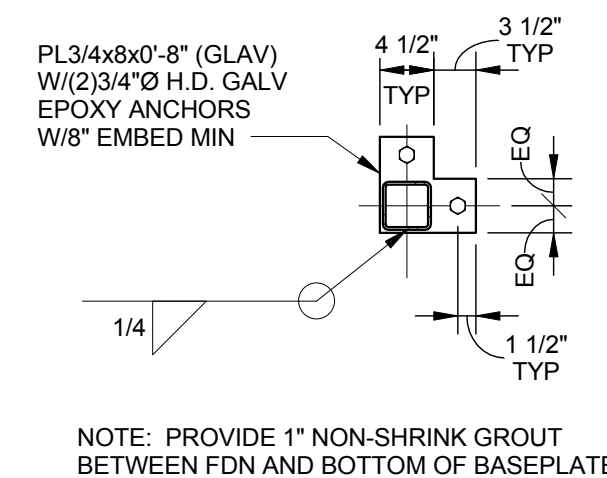 PL3/4x8x0'-8" (GLAV)
W/(2)3/4"Ø H.D. GALV
EPOXY ANCHORS
W/8" EMBED MIN
4 1/2"
TYP
3 1/2"
TYP
EQ
EQ
1 1/2"
TYP
1/4
NOTE: PROVIDE 1" NON-SHRINK GROUT
BETWEEN FDN AND BOTTOM OF BASEPLATE